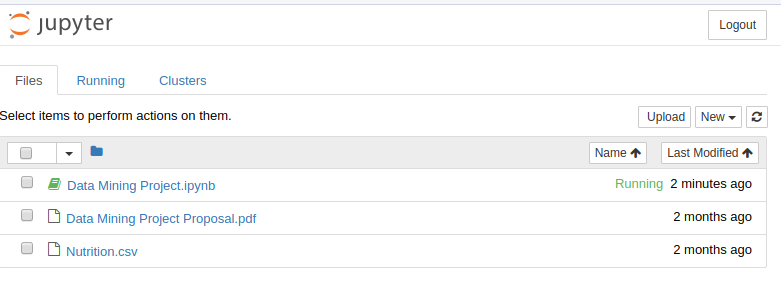 jupyter Logout
Files Running Clusters
Select items to perform actions on them. Upload New
Name Last Modified
Data Mining Project.ipynb Running 2 minutes ago
Data Mining Project Proposal.pdf 2 months ago
Nutrition.csv 2 months ago